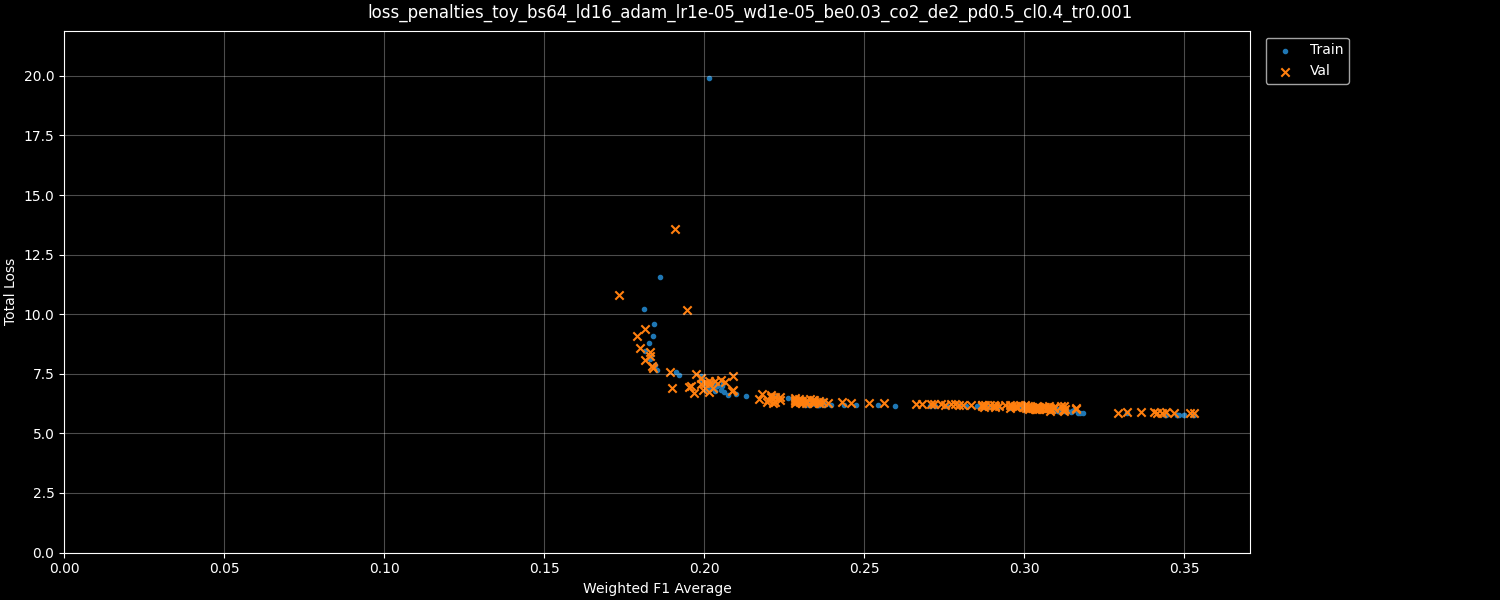 loss_penalties_toy_bs64_ld16_adam_lr1e-05_wd1e-05_be0.03_co2_de2_pd0.5_cl0.4_tr0.001
Train
Val
20.0
17.5
15.0
12.5
10.0
7.5
5.0
2.5
0.0
Total Loss
0.00 0.05 0.10 0.15 0.20 0.25 0.30 0.35
Weighted F1 Average